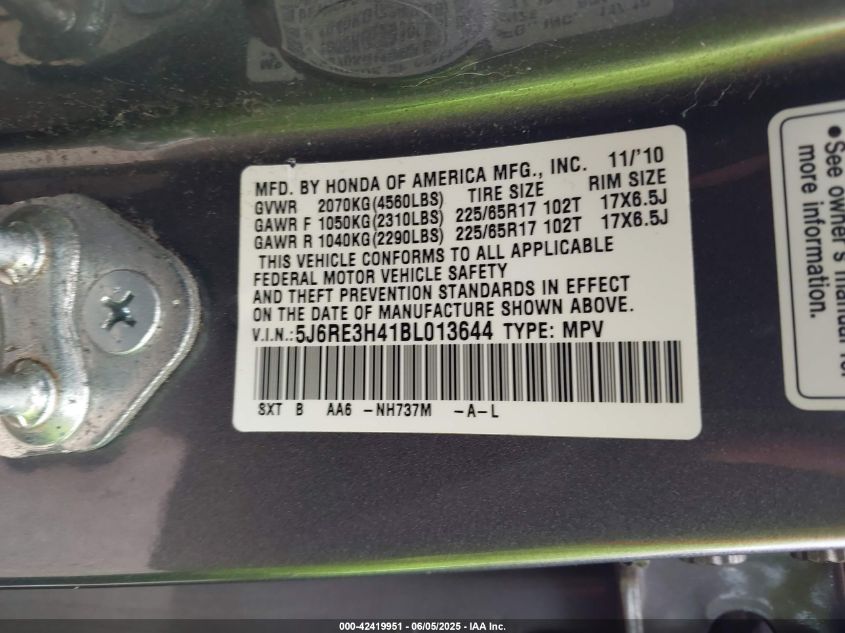 MFD. BY HONDA OF AMERICA MFG., INC. 11/'10
GVWR 2070KG(4560LBS) TIRE SIZE RIM SIZE
GAWR F 1050KG(2310LBS) 225/65R17 102T 17X6.5J
GAWR R 1040KG(2290LBS) 225/65R17 102T 17X6.5J
THIS VEHICLE CONFORMS TO ALL APPLICABLE
FEDERAL MOTOR VEHICLE SAFETY
AND THEFT PREVENTION STANDARDS IN EFFECT
ON THE DATE OF MANUFACTURE SHOWN ABOVE.
V.I.N.:5J6RE3H41BL013644 TYPE: MPV
SXT B AA6 -NH737M -A-L
•See
owner's ma
more
information.
000-42419951 - 06/05/2025 - IAA Inc.